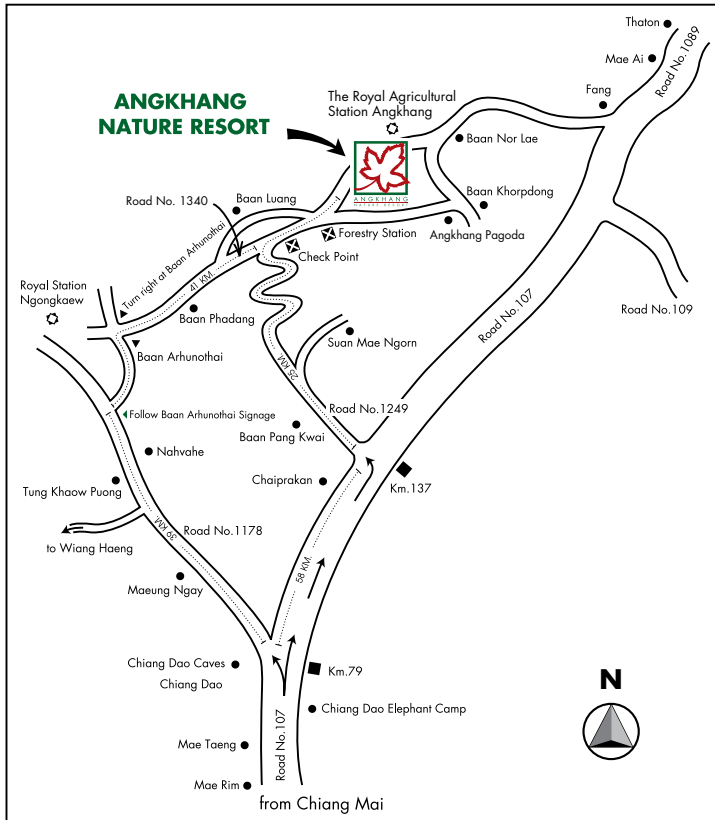 Thaton
Road No.1089
Mae Ai
Fang
ANGKHANG
NATURE RESORT
The Royal Agricultural
Station Angkhang
Baan Nor Lae
ANGKHANG
NATURE RESORT
Baan Khorpdong
Road No. 1340
Baan Luang
Angkhang Pagoda
Forestry Station
Check Point
Turn right at Baan Arhunothai
41 KM.
Royal Station
Ngongkaew
Baan Phadang
Road No.107
Road No.109
Suan Mae Ngorn
Baan Arhunothai
25 KM.
Follow Baan Arhunothai Signage
Road No.1249
Baan Pang Kwai
Nahvahe
Chaiprakan
Km.137
Tung Khaow Puong
39 KM.
Road No.1178
to Wiang Haeng
58 KM.
Maeung Ngay
Chiang Dao Caves
Chiang Dao
Km.79
N
Chiang Dao Elephant Camp
Road No.107
Mae Taeng
Mae Rim
from Chiang Mai